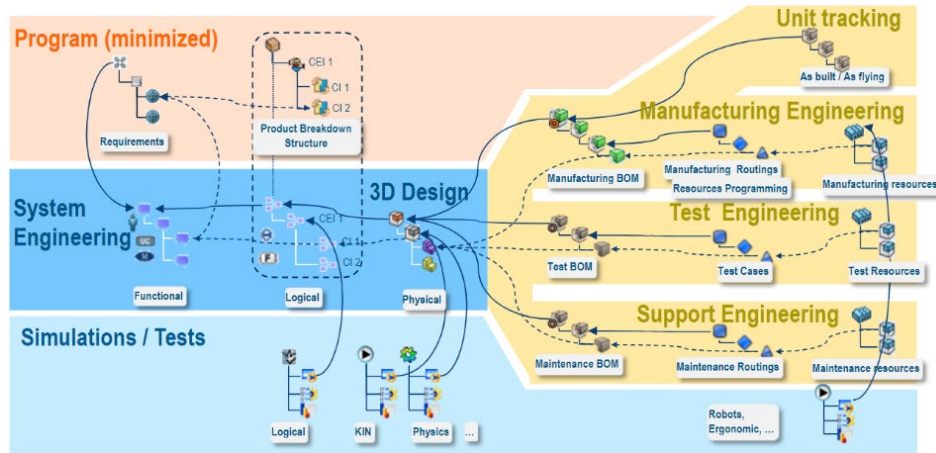 Program (minimized)
CEI 1
CI 1
CI 2
Requirements
Product Breakdown
Structure
Unit tracking
As built / As flying
Manufacturing Engineering
Manufacturing BOM
Manufacturing Routings
Resources Programming
Manufacturing resources
System
Engineering
UC
M
Functional
CEI 1
CI 1
CI 2
F
Logical
3D Design
Physical
Test Engineering
Test BOM
Test Cases
Test Resources
Support Engineering
Maintenance BOM
Maintenance Routings
Maintenance resources
Simulations / Tests
Logical
KIN
Physics
...
Robots,
Ergonomic, ...